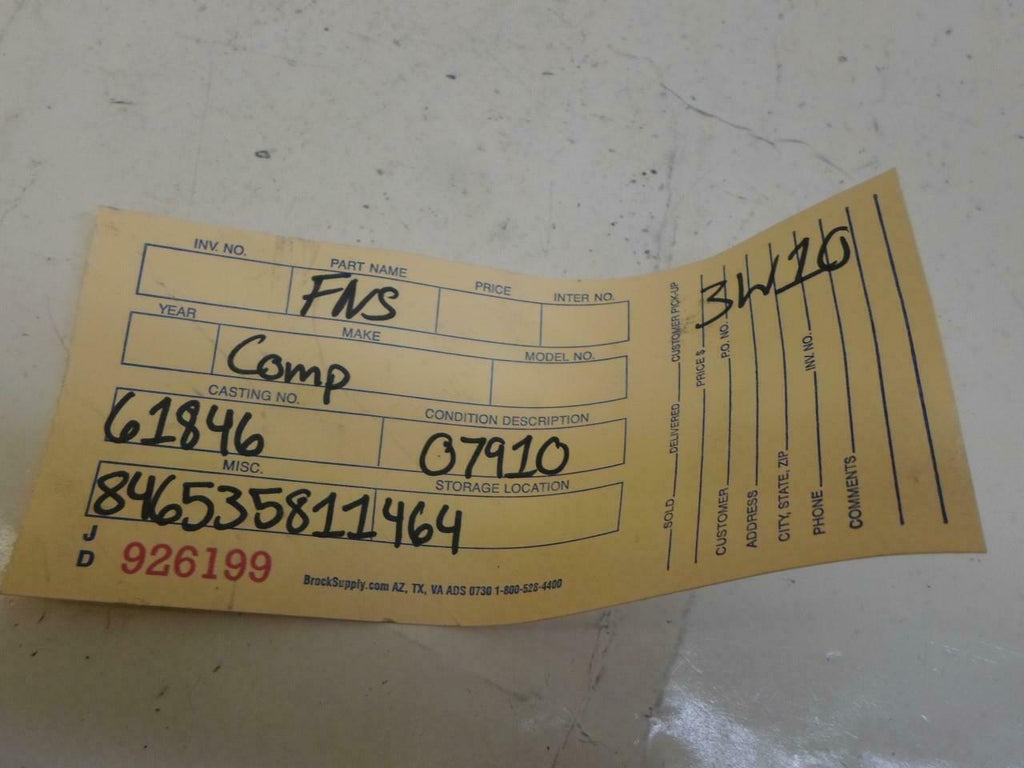 INV. NO. PART NAME PRICE INTER NO.
FNS
YEAR MAKE MODEL NO.
Comp
CASTING NO. CONDITION DESCRIPTION
61846 07910
MISC. STORAGE LOCATION
846535811464
J
D 926199
BrockSupply.com AZ, TX, VA ADS 0730 1-800-528-4400
SOLD DELIVERED CUSTOMER PICK-UP
PRICE $
CUSTOMER P.O. NO.
ADDRESS
CITY, STATE, ZIP
PHONE INV. NO.
COMMENTS
3W10